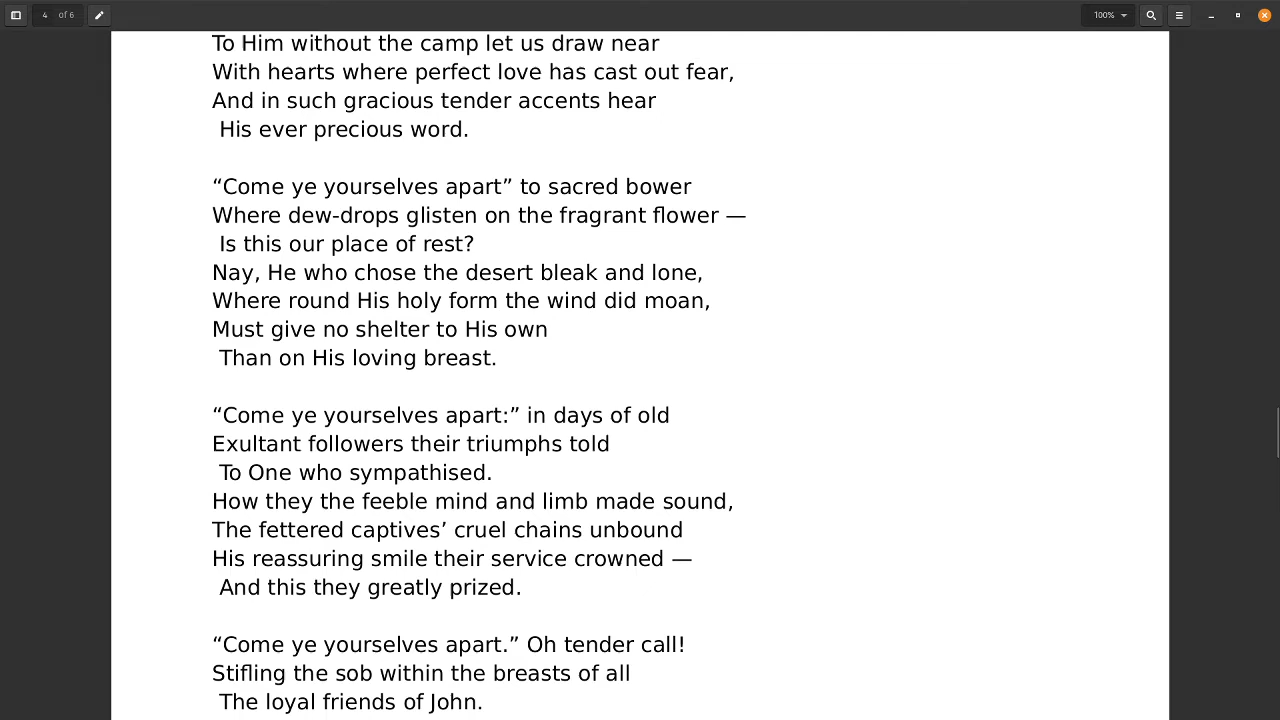 4 of 6
100%
To Him without the camp let us draw near
With hearts where perfect love has cast out fear,
And in such gracious tender accents hear
His ever precious word.
“Come ye yourselves apart” to sacred bower
Where dew-drops glisten on the fragrant flower —
Is this our place of rest?
Nay, He who chose the desert bleak and lone,
Where round His holy form the wind did moan,
Must give no shelter to His own
Than on His loving breast.
“Come ye yourselves apart:” in days of old
Exultant followers their triumphs told
To One who sympathised.
How they the feeble mind and limb made sound,
The fettered captives’ cruel chains unbound
His reassuring smile their service crowned —
And this they greatly prized.
“Come ye yourselves apart.” Oh tender call!
Stifling the sob within the breasts of all
The loyal friends of John.